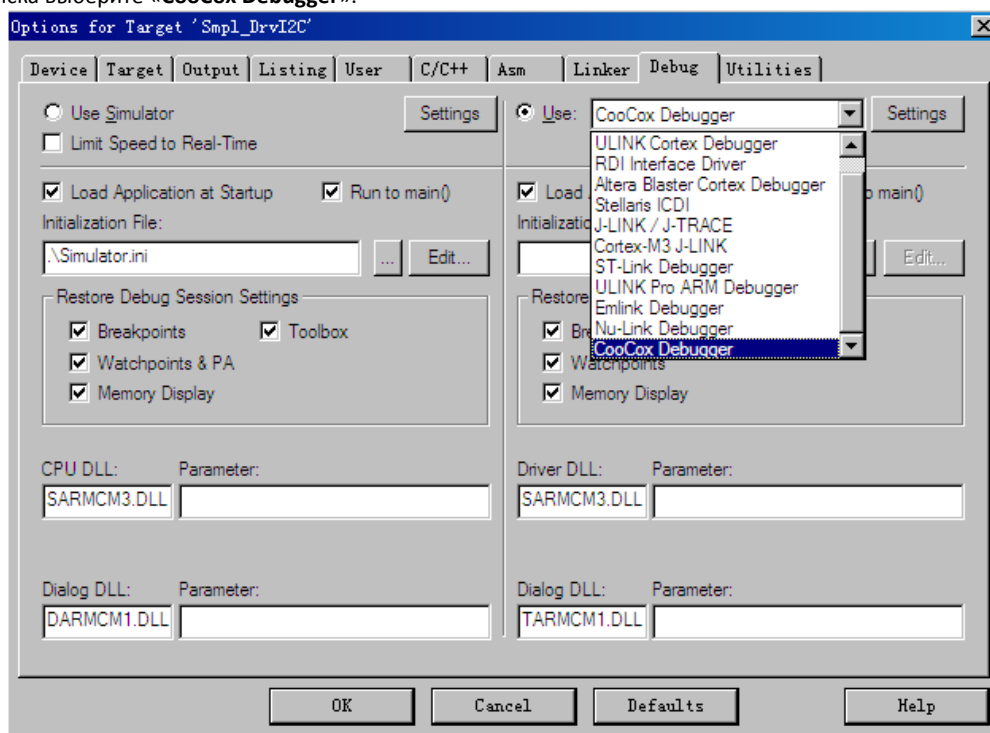 выберите «CooCox Debugger».
Options for Target 'Smpl_DrvI2C'
Device Target Output Listing User C/C++ Asm Linker Debug Utilities
Use Simulator Settings Use: CooCox Debugger Settings
Limit Speed to Real-Time
ULINK Cortex Debugger
RDI Interface Driver
Altera Blaster Cortex Debugger
Stellaris ICDI
J-LINK / J-TRACE
Cortex-M3 J-LINK
ST-Link Debugger
ULINK Pro ARM Debugger
Emlink Debugger
Nu-Link Debugger
CooCox Debugger
Load Application at Startup Run to main() Load main()
Initialization File:
.\Simulator.ini ... Edit... Edit...
Restore Debug Session Settings Restore
Breakpoints Toolbox
Watchpoints & PA Watchpoints
Memory Display Memory Display
CPU DLL: Parameter: Driver DLL: Parameter:
SARMCM3.DLL SARMCM3.DLL
Dialog DLL: Parameter: Dialog DLL: Parameter:
DARMCM1.DLL TARMCM1.DLL
OK Cancel Defaults Help